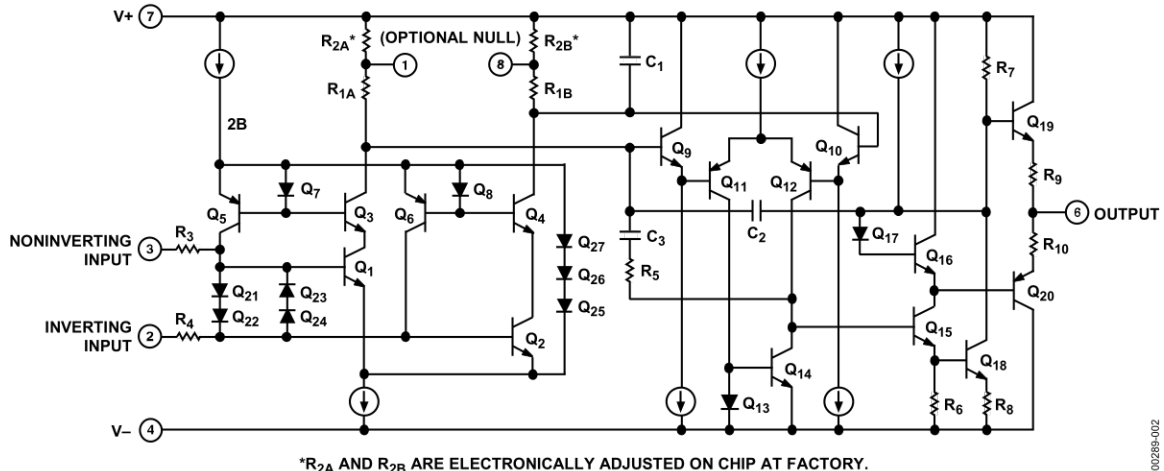 V+ 7
R2A* (OPTIONAL NULL) R2B*
1 8
C1
R7
R1A R1B
2B
Q19
Q9 Q10
Q7 Q8
Q11 Q12
R9
Q5 Q3 Q6 Q4
6 OUTPUT
NONINVERTING
INPUT
3 R3
C2
Q17
Q27
C3
Q16
R10
Q1
R5
Q26
Q21 Q23
Q20
Q25
Q22 Q24
INVERTING
INPUT
2 R4
Q2
Q15
Q18
Q14
Q13
R6 R8
V– 4
*R2A AND R2B ARE ELECTRONICALLY ADJUSTED ON CHIP AT FACTORY.
00289-002